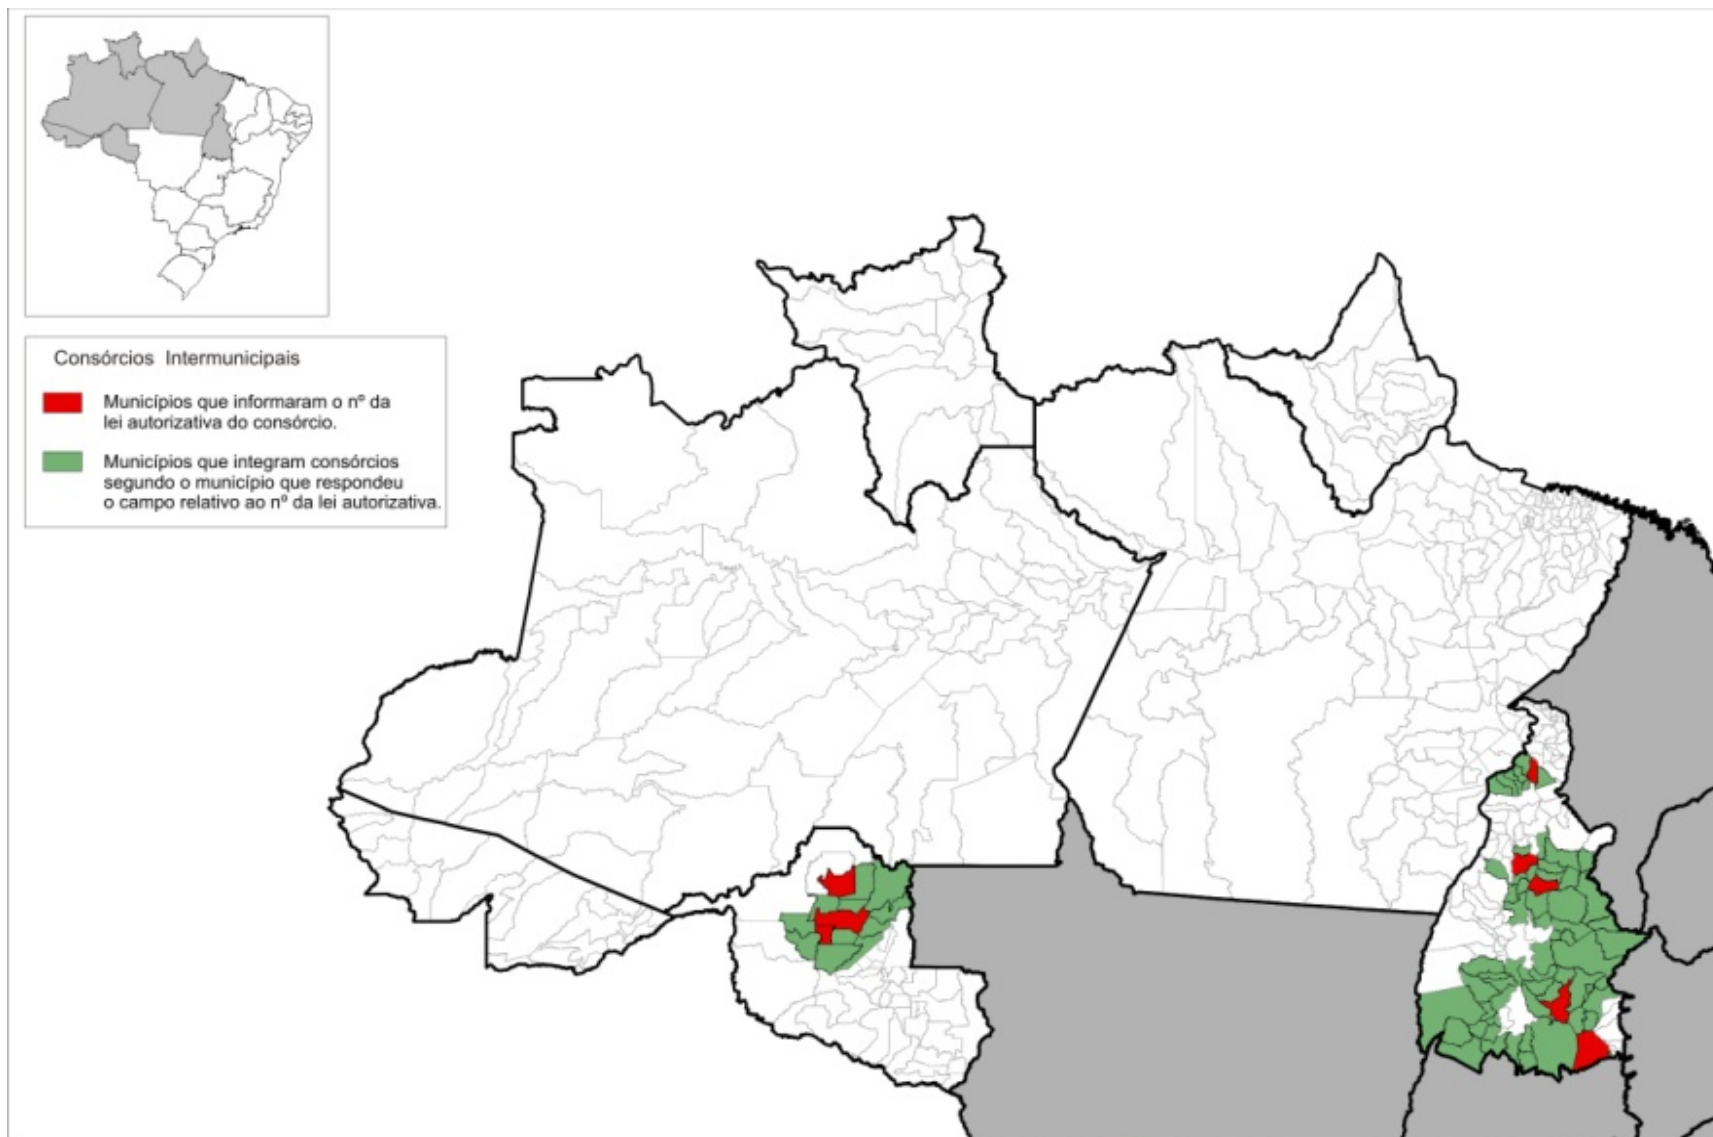 Consórcios Intermunicipais
Municípios que informaram o nº da
lei autorizativa do consórcio.
Municípios que integram consórcios
segundo o município que respondeu
o campo relativo ao nº da lei autorizativa.